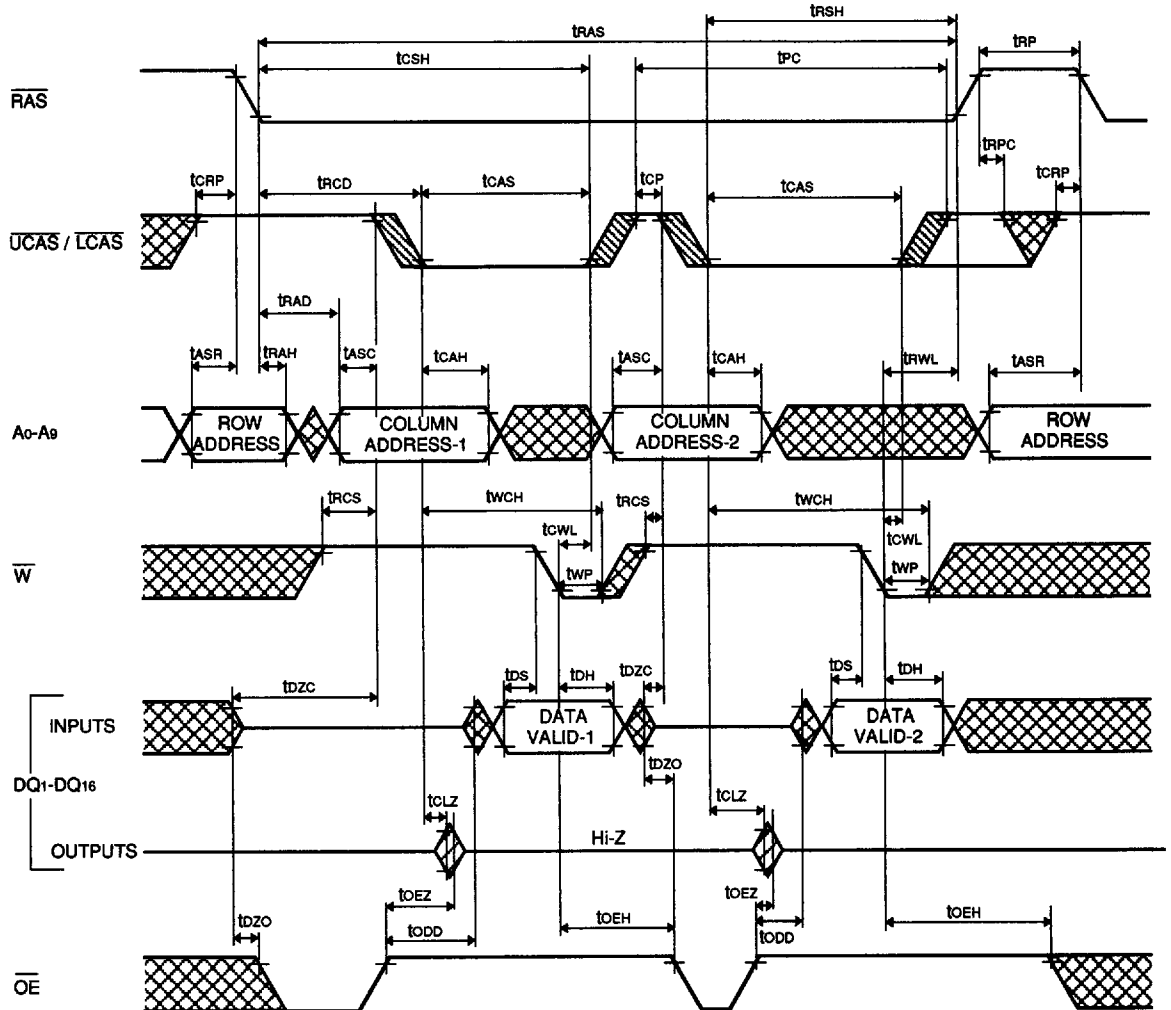 tRSH
tRAS
tCSH tPC tRP
RAS
tRPC
tCRP tRCD tCAS tCP tCAS tCRP
UCAS / LCAS
tRAD
tASR tRAH tASC tCAH tASC tCAH tRWL tASR
A0-A9 ROW ADDRESS COLUMN ADDRESS-1 COLUMN ADDRESS-2 ROW ADDRESS
tRCS tWCH tRCS tWCH
tCWL tCWL
tWP tWP
W
tDZC tDS tDH tDZC tDS tDH
INPUTS DATA VALID-1 DATA VALID-2
tDZO
DQ1-DQ16
tCLZ tCLZ
OUTPUTS Hi-Z
tOEZ tOEZ
tDZO tODD tOEH tODD tOEH
OE